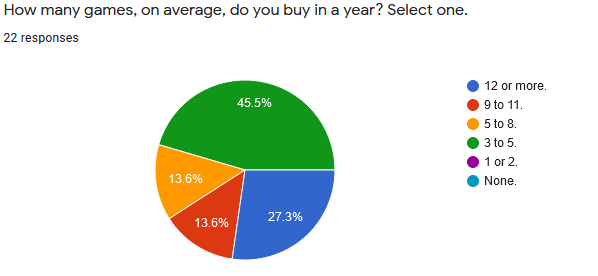 How many games, on average, do you buy in a year? Select one.
22 responses
45.5%
13.6%
13.6%
27.3%
12 or more.
9 to 11.
5 to 8.
3 to 5.
1 or 2.
None.